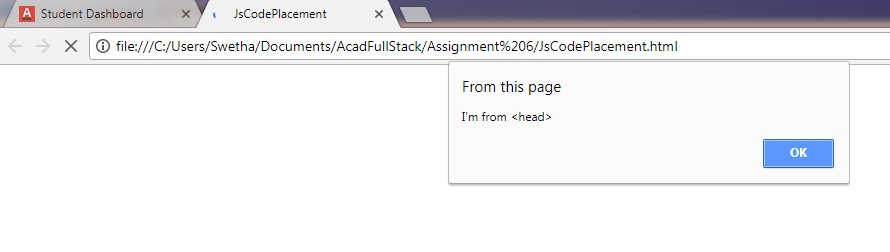 Student Dashboard
JsCodePlacement
file:///C:/Users/Swetha/Documents/AcadFullStack/Assignment%206/JsCodePlacement.html
From this page
I'm from <head>
OK